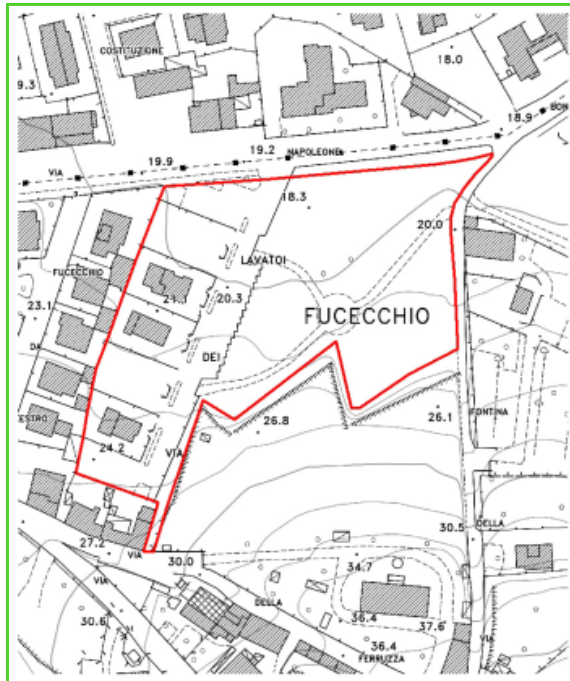 COSTITUZIONE
18.0
9.3
18.9
BON
19.2
NAPOLEONE
19.9
VIA
18.3
20.0
LAVATOI
FUCECCHIO
21.1
20.3
23.1
FUCECCHIO
DA
DEI
26.8
26.1
FONTINA
ESTRO
24.2
VIA
30.5
DELLA
27.2
VIA
30.0
34.7
VIA
DELLA
36.4
37.6
30.6
36.4
VIA
FERRUZZA